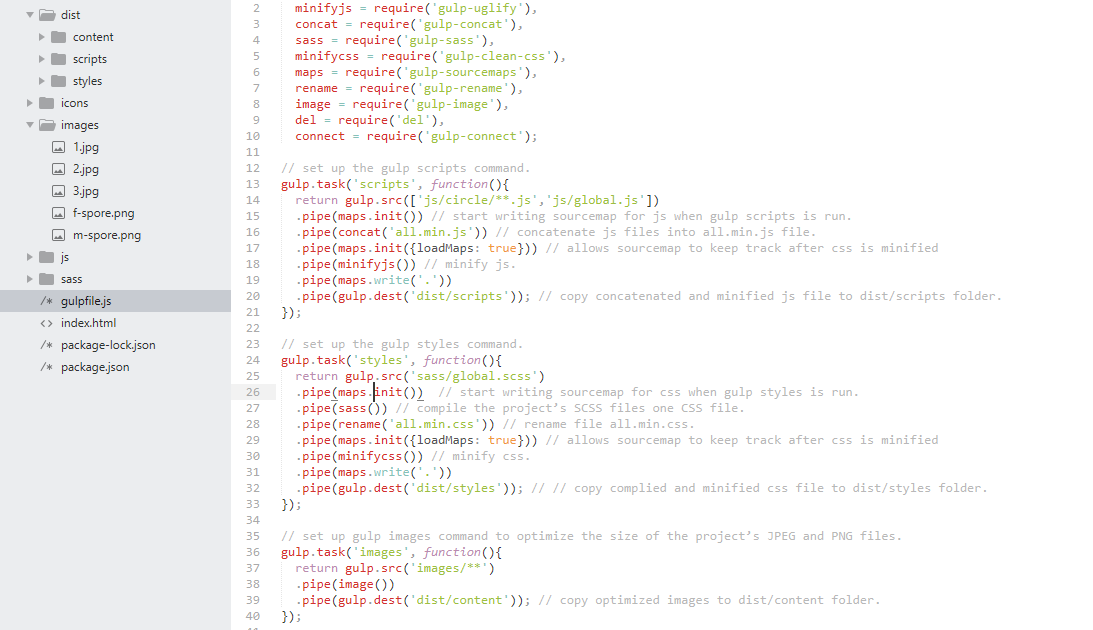 dist
content
scripts
styles
icons
images
1.jpg
2.jpg
3.jpg
f-spore.png
m-spore.png
js
sass
/* gulpfile.js
<> index.html
/* package-lock.json
/* package.json
2 minifyjs = require('gulp-uglify'),
3 concat = require('gulp-concat'),
4 sass = require('gulp-sass'),
5 minifycss = require('gulp-clean-css'),
6 maps = require('gulp-sourcemaps'),
7 rename = require('gulp-rename'),
8 image = require('gulp-image'),
9 del = require('del'),
10 connect = require('gulp-connect');
11
12 // set up the gulp scripts command.
13 gulp.task('scripts', function(){
14 return gulp.src(['js/circle/**.js','js/global.js'])
15 .pipe(maps.init()) // start writing sourcemap for js when gulp scripts is run.
16 .pipe(concat('all.min.js')) // concatenate js files into all.min.js file.
17 .pipe(maps.init({loadMaps: true})) // allows sourcemap to keep track after css is minified
18 .pipe(minifyjs()) // minify js.
19 .pipe(maps.write('.'))
20 .pipe(gulp.dest('dist/scripts')); // copy concatenated and minified js file to dist/scripts folder.
21 });
22
23 // set up the gulp styles command.
24 gulp.task('styles', function(){
25 return gulp.src('sass/global.scss')
26 .pipe(maps.init())  // start writing sourcemap for css when gulp styles is run.
27 .pipe(sass()) // compile the project’s SCSS files one CSS file.
28 .pipe(rename('all.min.css')) // rename file all.min.css.
29 .pipe(maps.init({loadMaps: true})) // allows sourcemap to keep track after css is minified
30 .pipe(minifycss()) // minify css.
31 .pipe(maps.write('.'))
32 .pipe(gulp.dest('dist/styles')); // // copy complied and minified css file to dist/styles folder.
33 });
34
35 // set up gulp images command to optimize the size of the project’s JPEG and PNG files.
36 gulp.task('images', function(){
37 return gulp.src('images/**')
38 .pipe(image())
39 .pipe(gulp.dest('dist/content')); // copy optimized images to dist/content folder.
40 });